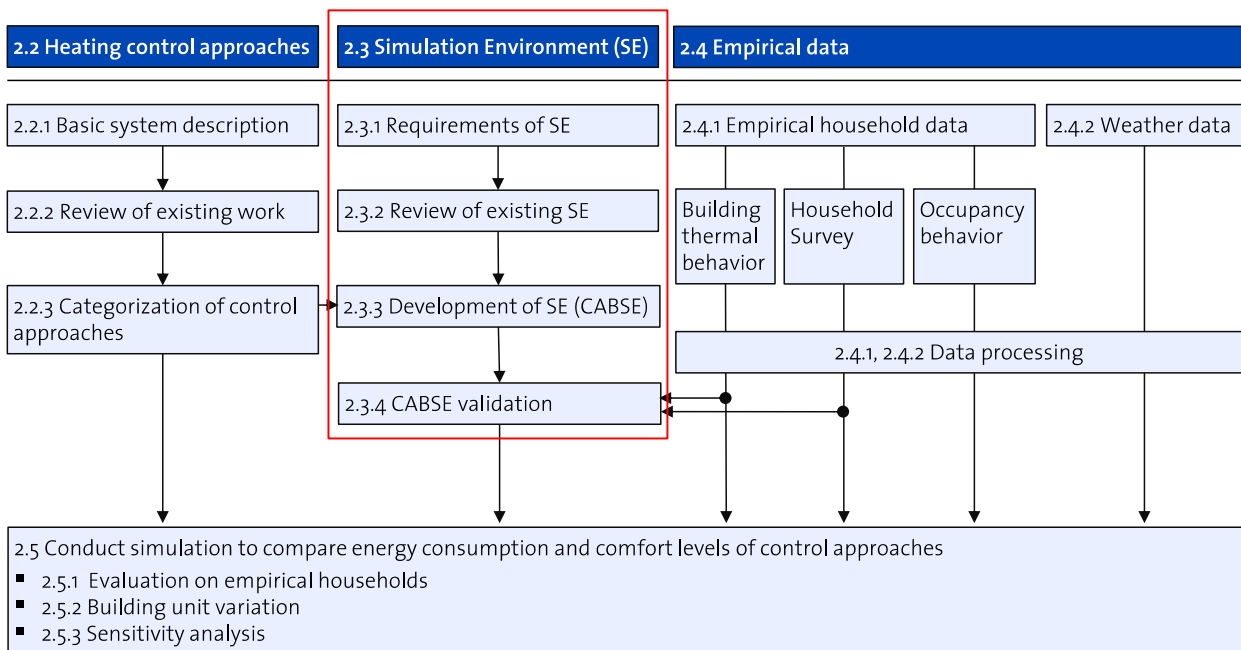 2.2 Heating control approaches
2.3 Simulation Environment (SE)
2.4 Empirical data
2.2.1 Basic system description
2.3.1 Requirements of SE
2.4.1 Empirical household data
2.4.2 Weather data
2.2.2 Review of existing work
2.3.2 Review of existing SE
Building
thermal
behavior
Household
Survey
Occupancy
behavior
2.2.3 Categorization of control
approaches
2.3.3 Development of SE (CABSE)
2.4.1, 2.4.2 Data processing
2.3.4 CABSE validation
2.5 Conduct simulation to compare energy consumption and comfort levels of control approaches
▪ 2.5.1 Evaluation on empirical households
▪ 2.5.2 Building unit variation
▪ 2.5.3 Sensitivity analysis